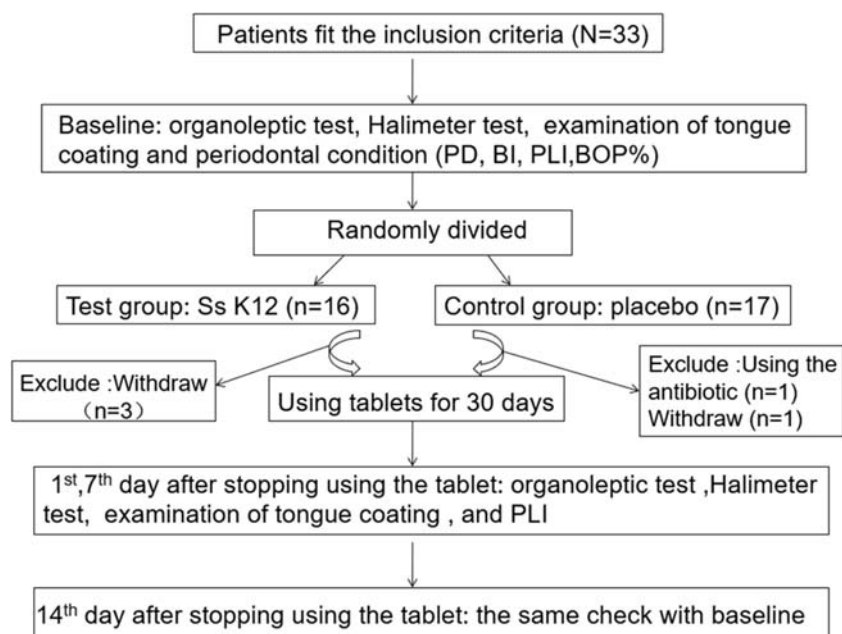 Patients fit the inclusion criteria (N=33)
Baseline: organoleptic test, Halimeter test, examination of tongue
coating and periodontal condition (PD, BI, PLI,BOP%)
Randomly divided
Test group: Ss K12 (n=16)
Control group: placebo (n=17)
Exclude :Withdraw
（n=3）
Using tablets for 30 days
Exclude :Using the
antibiotic (n=1)
Withdraw (n=1)
1st,7th day after stopping using the tablet: organoleptic test ,Halimeter
test, examination of tongue coating , and PLI
14th day after stopping using the tablet: the same check with baseline